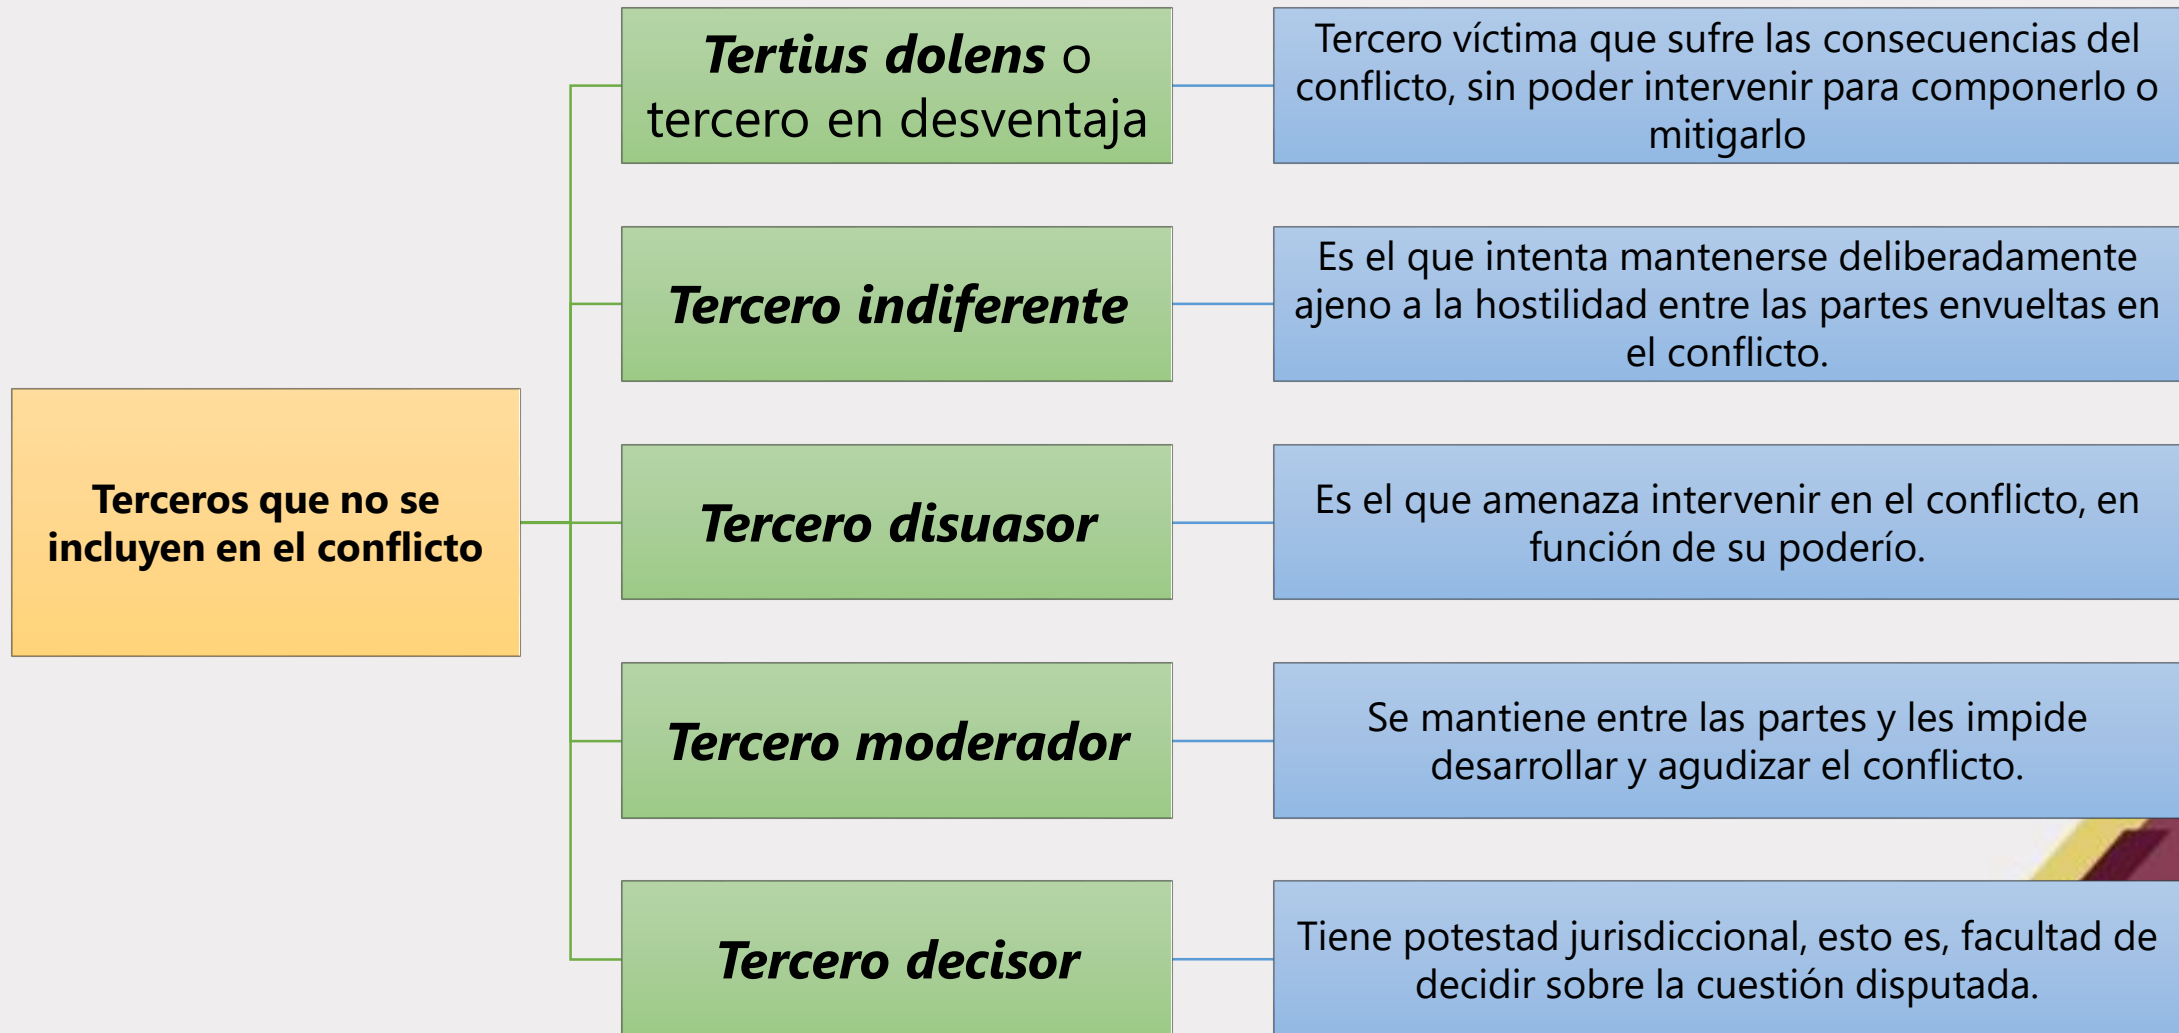 Tertius dolens o
tercero en desventaja
Tercero víctima que sufre las consecuencias del
conflicto, sin poder intervenir para componerlo o
mitigarlo
Tercero indiferente
Es el que intenta mantenerse deliberadamente
ajeno a la hostilidad entre las partes envueltas en
el conflicto.
Terceros que no se
incluyen en el conflicto
Tercero disuasor
Es el que amenaza intervenir en el conflicto, en
función de su poderío.
Tercero moderador
Se mantiene entre las partes y les impide
desarrollar y agudizar el conflicto.
Tercero decisor
Tiene potestad jurisdiccional, esto es, facultad de
decidir sobre la cuestión disputada.